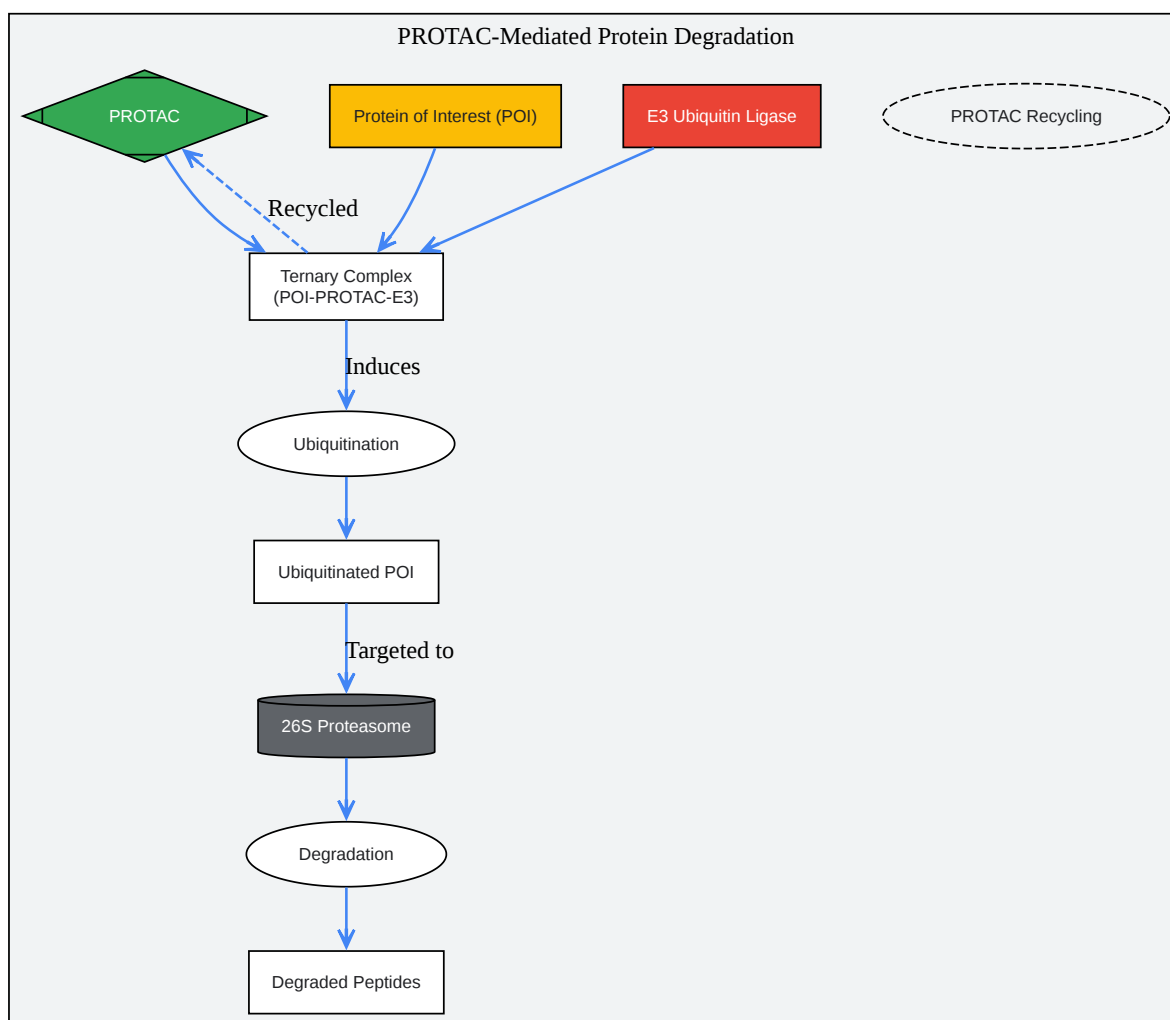 PROTAC-Mediated Protein Degradation
PROTAC
Protein of Interest (POI)
E3 Ubiquitin Ligase
PROTAC Recycling
Recycled
Ternary Complex
(POI-PROTAC-E3)
Induces
Ubiquitination
Ubiquitinated POI
Targeted to
26S Proteasome
Degradation
Degraded Peptides